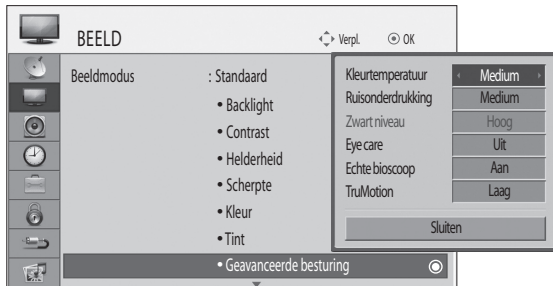 BEELD
Verpl. OK
Beeldmodus : Standaard
• Backlight
• Contrast
• Helderheid
• Scherpte
• Kleur
• Tint
• Geavanceerde besturing
Kleurtemperatuur Medium
Ruisonderdrukking Medium
Zwart niveau Hoog
Eye care Uit
Echte bioscoop Aan
TruMotion Laag
Sluiten